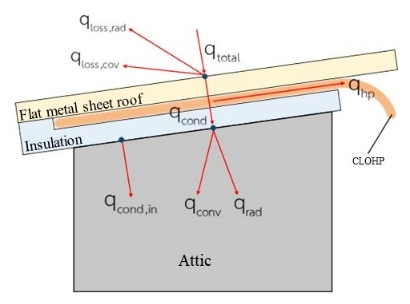 qloss,rad
qtotal
qloss,cov
Flat metal sheet roof
qhp
qcond
Insulation
CLOHP
qcond,in
qconv
qrad
Attic